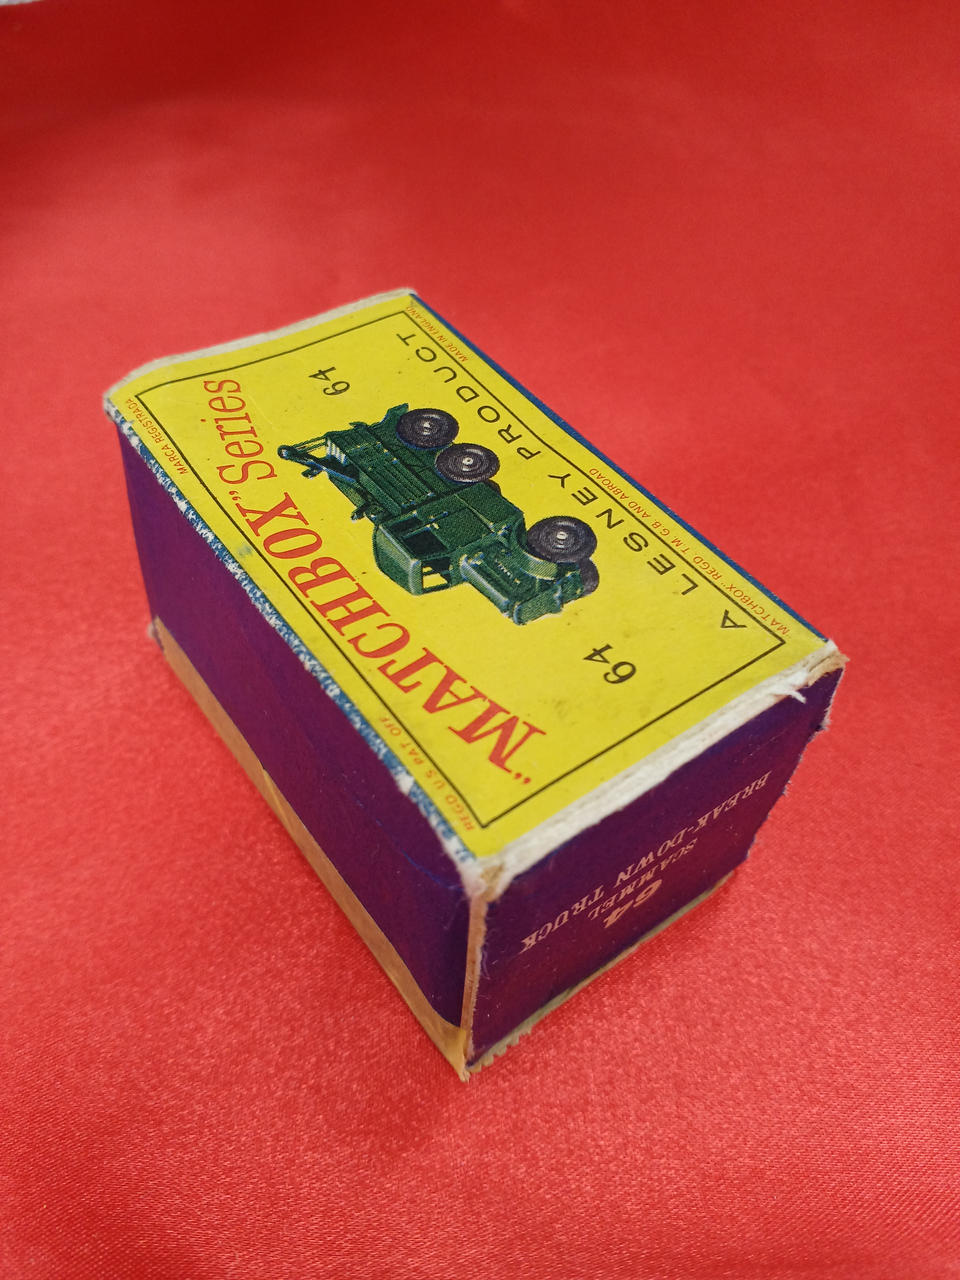 MARCA REGISTRADA
REGD U.S PAT OFF
"MATCHBOX" Series
64
64
A LESNEY PRODUCT
"MATCHBOX" REGD. T.M. G.B. AND ABROAD
MADE IN ENGLAND
64
SCAMMEL
BREAK-DOWN TRUCK